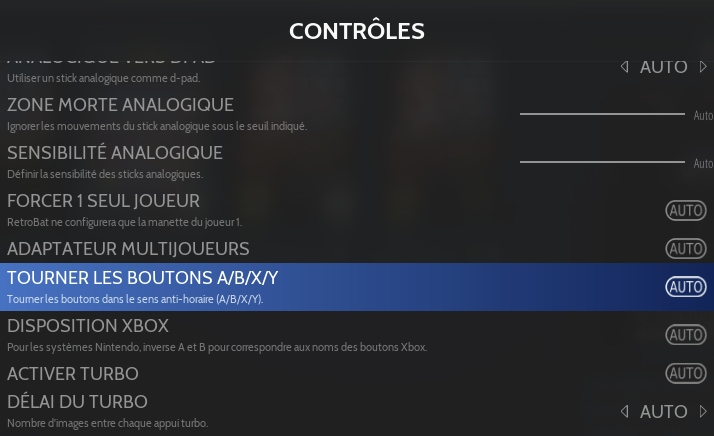 CONTRÔLES
ANALOGIQUE VERS D-PAD
Utiliser un stick analogique comme d-pad.
AUTO
ZONE MORTE ANALOGIQUE
Ignorer les mouvements du stick analogique sous le seuil indiqué.
Auto
SENSIBILITÉ ANALOGIQUE
Définir la sensibilité des sticks analogiques.
Auto
FORCER 1 SEUL JOUEUR
RetroBat ne configurera que la manette du joueur 1.
AUTO
ADAPTATEUR MULTIJOUEURS
AUTO
TOURNER LES BOUTONS A/B/X/Y
Tourner les boutons dans le sens anti-horaire (A/B/X/Y).
AUTO
DISPOSITION XBOX
Pour les systèmes Nintendo, inverse A et B pour correspondre aux noms des boutons Xbox.
AUTO
ACTIVER TURBO
AUTO
DÉLAI DU TURBO
Nombre d'images entre chaque appui turbo.
AUTO